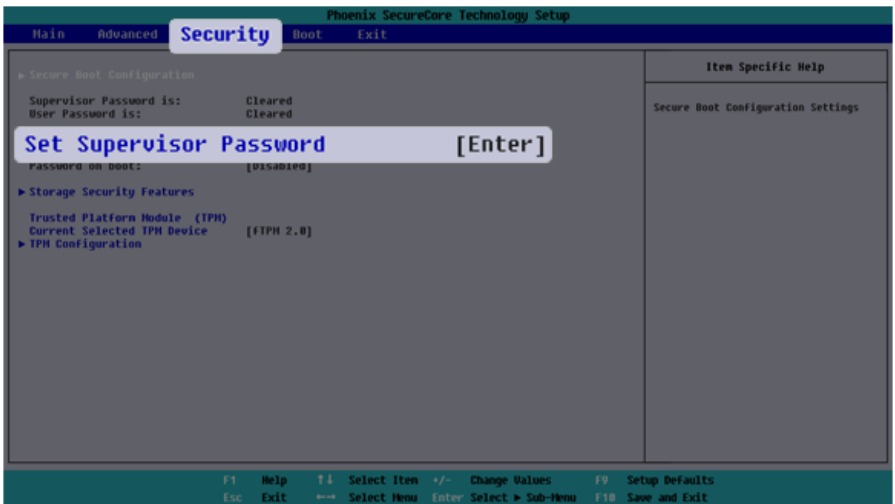 Phoenix SecureCore Technology Setup
Main Advanced Security Boot Exit
▶ Secure Boot Configuration
Item Specific Help
Supervisor Password is: Cleared
User Password is: Cleared
Secure Boot Configuration Settings
Set Supervisor Password [Enter]
Password on boot: [Disabled]
▶ Storage Security Features
Trusted Platform Module (TPM)
Current Selected TPM Device [fTPM 2.0]
▶ TPM Configuration
F1 Help ↑↓ Select Item +/- Change Values F9 Setup Defaults
Esc Exit ←→ Select Menu Enter Select ▶ Sub-Menu F10 Save and Exit